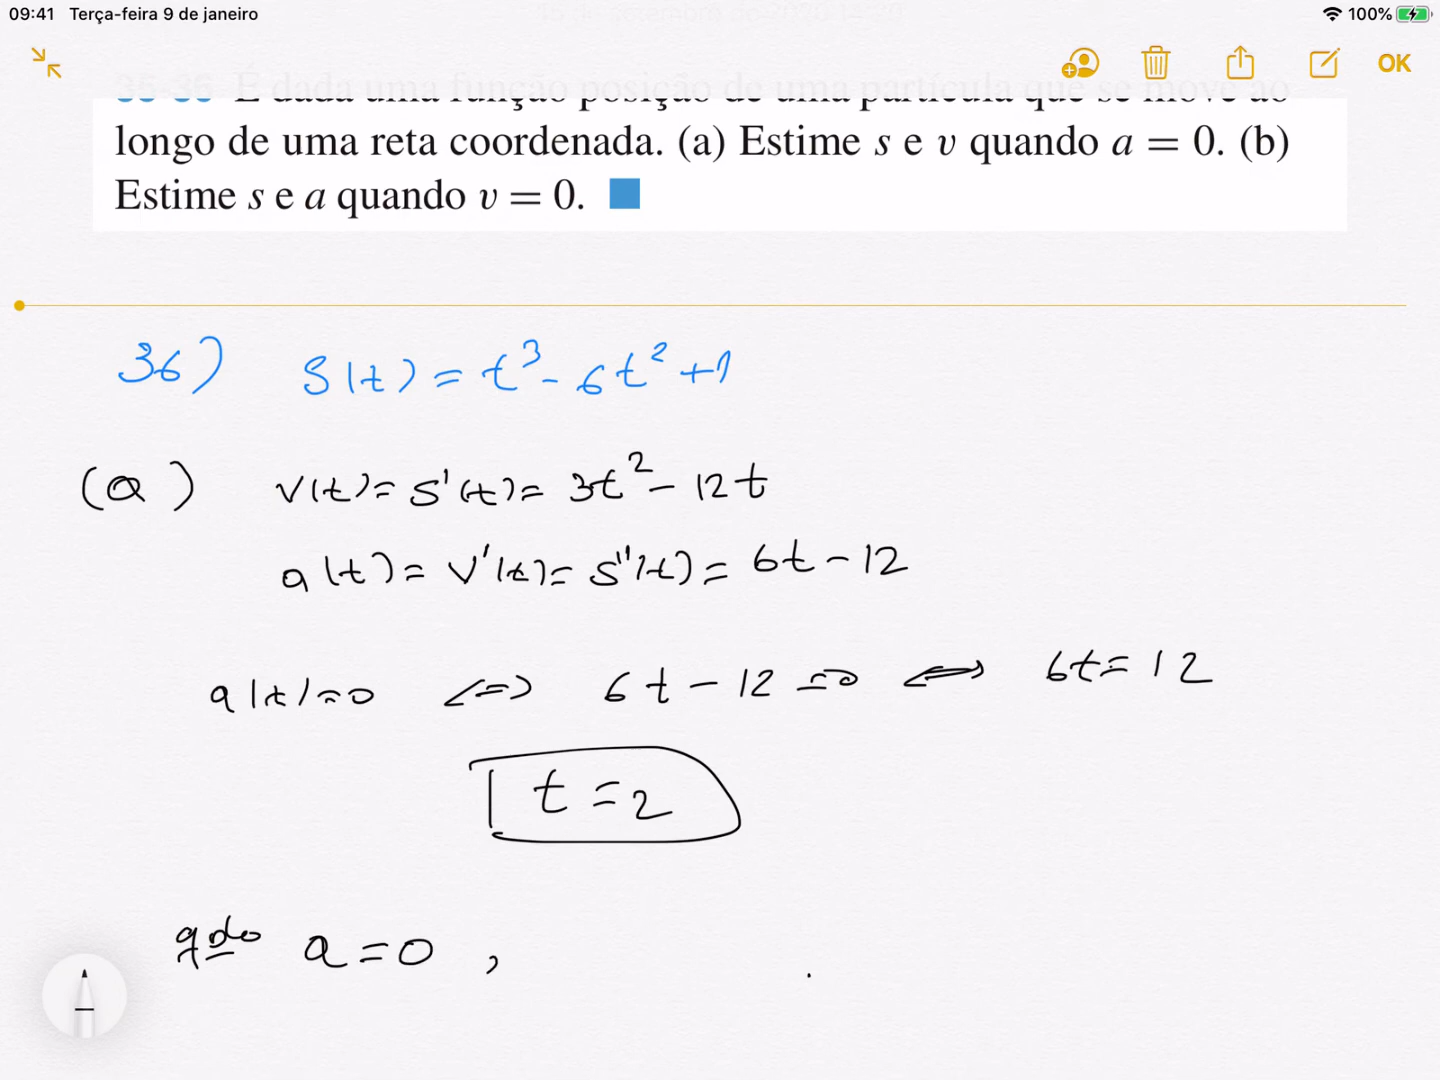 09:41 Terça-feira 9 de janeiro 100%
OK
35-36 É dada uma função posição de uma partícula que se move ao
longo de uma reta coordenada. (a) Estime s e v quando a = 0. (b)
Estime s e a quando v = 0.
36) S(t) = t³ - 6t² + 1
(a) v(t) = s'(t) = 3t² - 12t
a(t) = v'(t) = s''(t) = 6t - 12
a(t) = 0 <=> 6t - 12 = 0 <=> 6t = 12
t = 2
qdo a = 0 ,